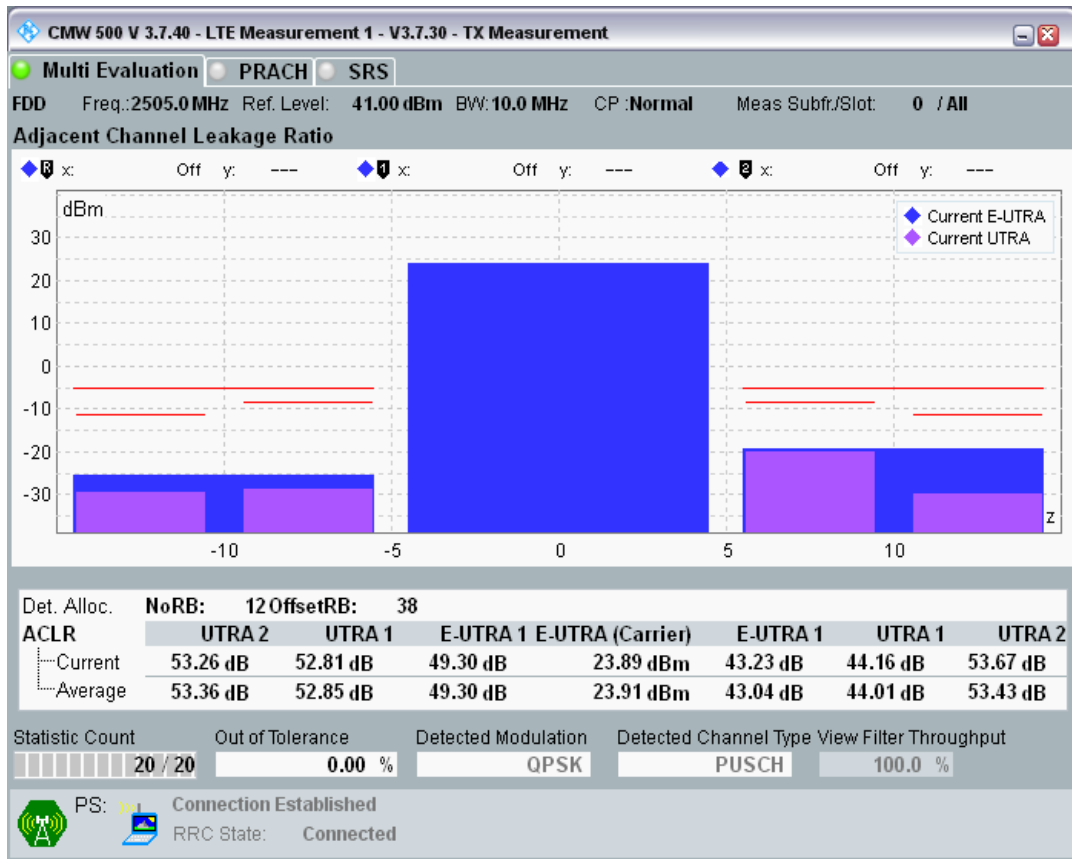 CMW 500 V 3.7.40 - LTE Measurement 1 - V3.7.30 - TX Measurement
Multi Evaluation PRACH SRS
FDD Freq.:2505.0 MHz Ref. Level: 41.00 dBm BW:10.0 MHz CP :Normal Meas Subfr./Slot: 0 / All
Adjacent Channel Leakage Ratio
R x: Off y: --- 1 x: Off y: --- 2 x: Off y: ---
dBm
Current E-UTRA
Current UTRA
30
20
10
0
-10
-20
-30
z
-10 -5 0 5 10
Det. Alloc. NoRB: 12 OffsetRB: 38
ACLR UTRA 2 UTRA 1 E-UTRA 1 E-UTRA (Carrier) E-UTRA 1 UTRA 1 UTRA 2
Current 53.26 dB 52.81 dB 49.30 dB 23.89 dBm 43.23 dB 44.16 dB 53.67 dB
Average 53.36 dB 52.85 dB 49.30 dB 23.91 dBm 43.04 dB 44.01 dB 53.43 dB
Statistic Count Out of Tolerance Detected Modulation Detected Channel Type View Filter Throughput
20 / 20 0.00 % QPSK PUSCH 100.0 %
PS: Connection Established
RRC State: Connected